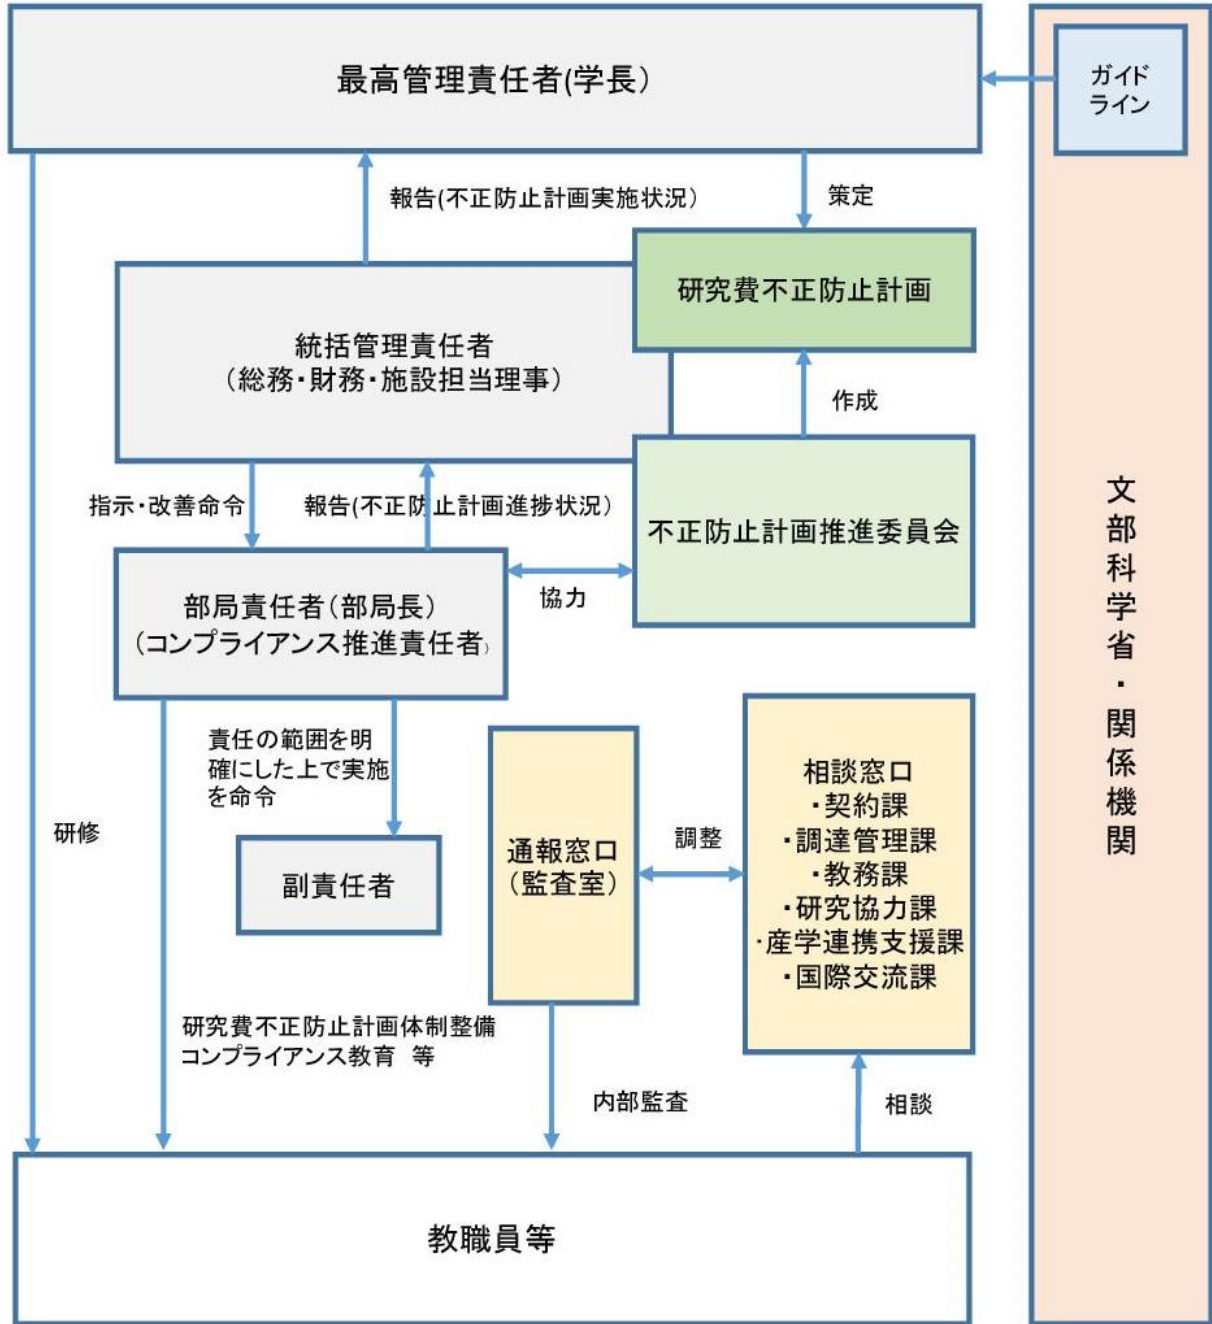 最高管理責任者(学長)
ガイド
ライン
報告(不正防止計画実施状況)
策定
研究費不正防止計画
統括管理責任者
(総務・財務・施設担当理事)
作成
指示・改善命令
報告(不正防止計画進捗状況)
不正防止計画推進委員会
部局責任者(部局長)
(コンプライアンス推進責任者)
協力
文部科学省・関係機関
責任の範囲を明
確にした上で実施
を命令
研修
副責任者
通報窓口
(監査室)
調整
相談窓口
・契約課
・調達管理課
・教務課
・研究協力課
・産学連携支援課
・国際交流課
研究費不正防止計画体制整備
コンプライアンス教育 等
内部監査
相談
教職員等